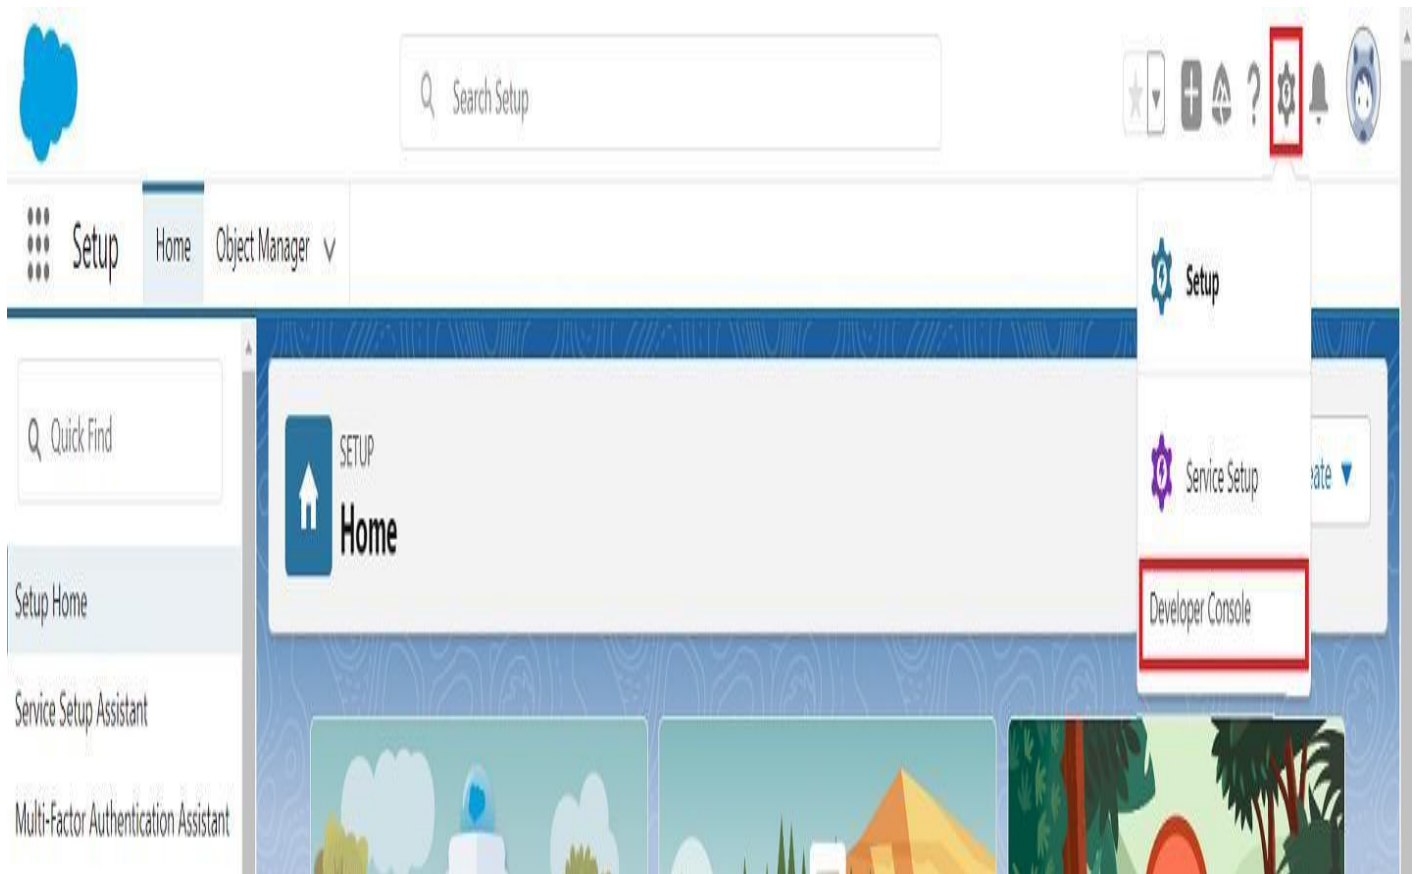 Search Setup
?
Setup
Home
Object Manager
Setup
Quick Find
SETUP
Home
Service Setup
eate
Setup Home
Developer Console
Service Setup Assistant
Multi-Factor Authentication Assistant